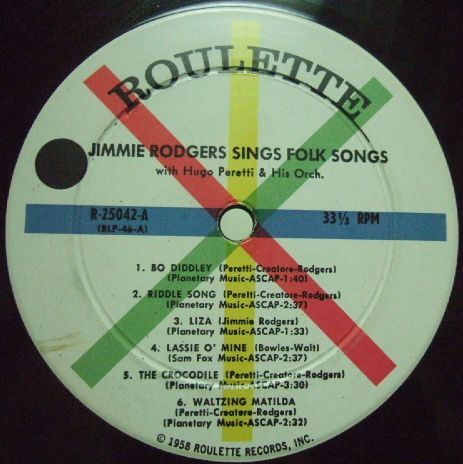 ROULETTE
JIMMIE RODGERS SINGS FOLK SONGS
with Hugo Peretti & His Orch.
R-25042-A
(RLP-46-A)
33⅓ RPM
1. BO DIDDLEY (Peretti-Creatore-Rodgers)
(Planetary Music-ASCAP-1:40)
2. RIDDLE SONG (Peretti-Creatore-Rodgers)
(Planetary Music-ASCAP-2:37)
3. LIZA (Jimmie Rodgers)
(Planetary Music-ASCAP-1:33)
4. LASSIE O' MINE (Bowles-Walt)
(Sam Fox Music-ASCAP-2:37)
5. THE CROCODILE (Peretti-Creatore-Rodgers)
(Planetary Music-ASCAP-3:30)
6. WALTZING MATILDA
(Peretti-Creatore-Rodgers)
(Planetary Music-ASCAP-2:32)
© 1958 ROULETTE RECORDS, INC.